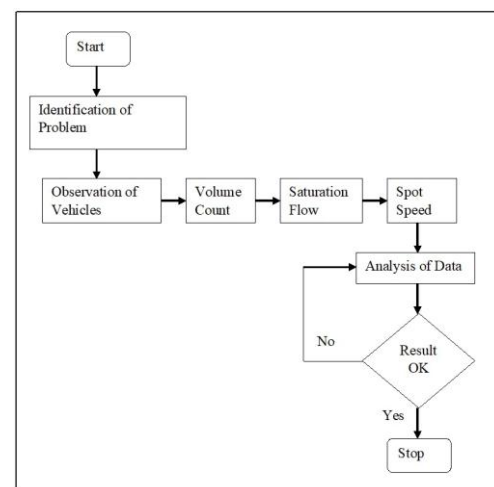 Start
Identification of
Problem
Observation of
Vehicles
Volume
Count
Saturation
Flow
Spot
Speed
Analysis of Data
No
Result
OK
Yes
Stop